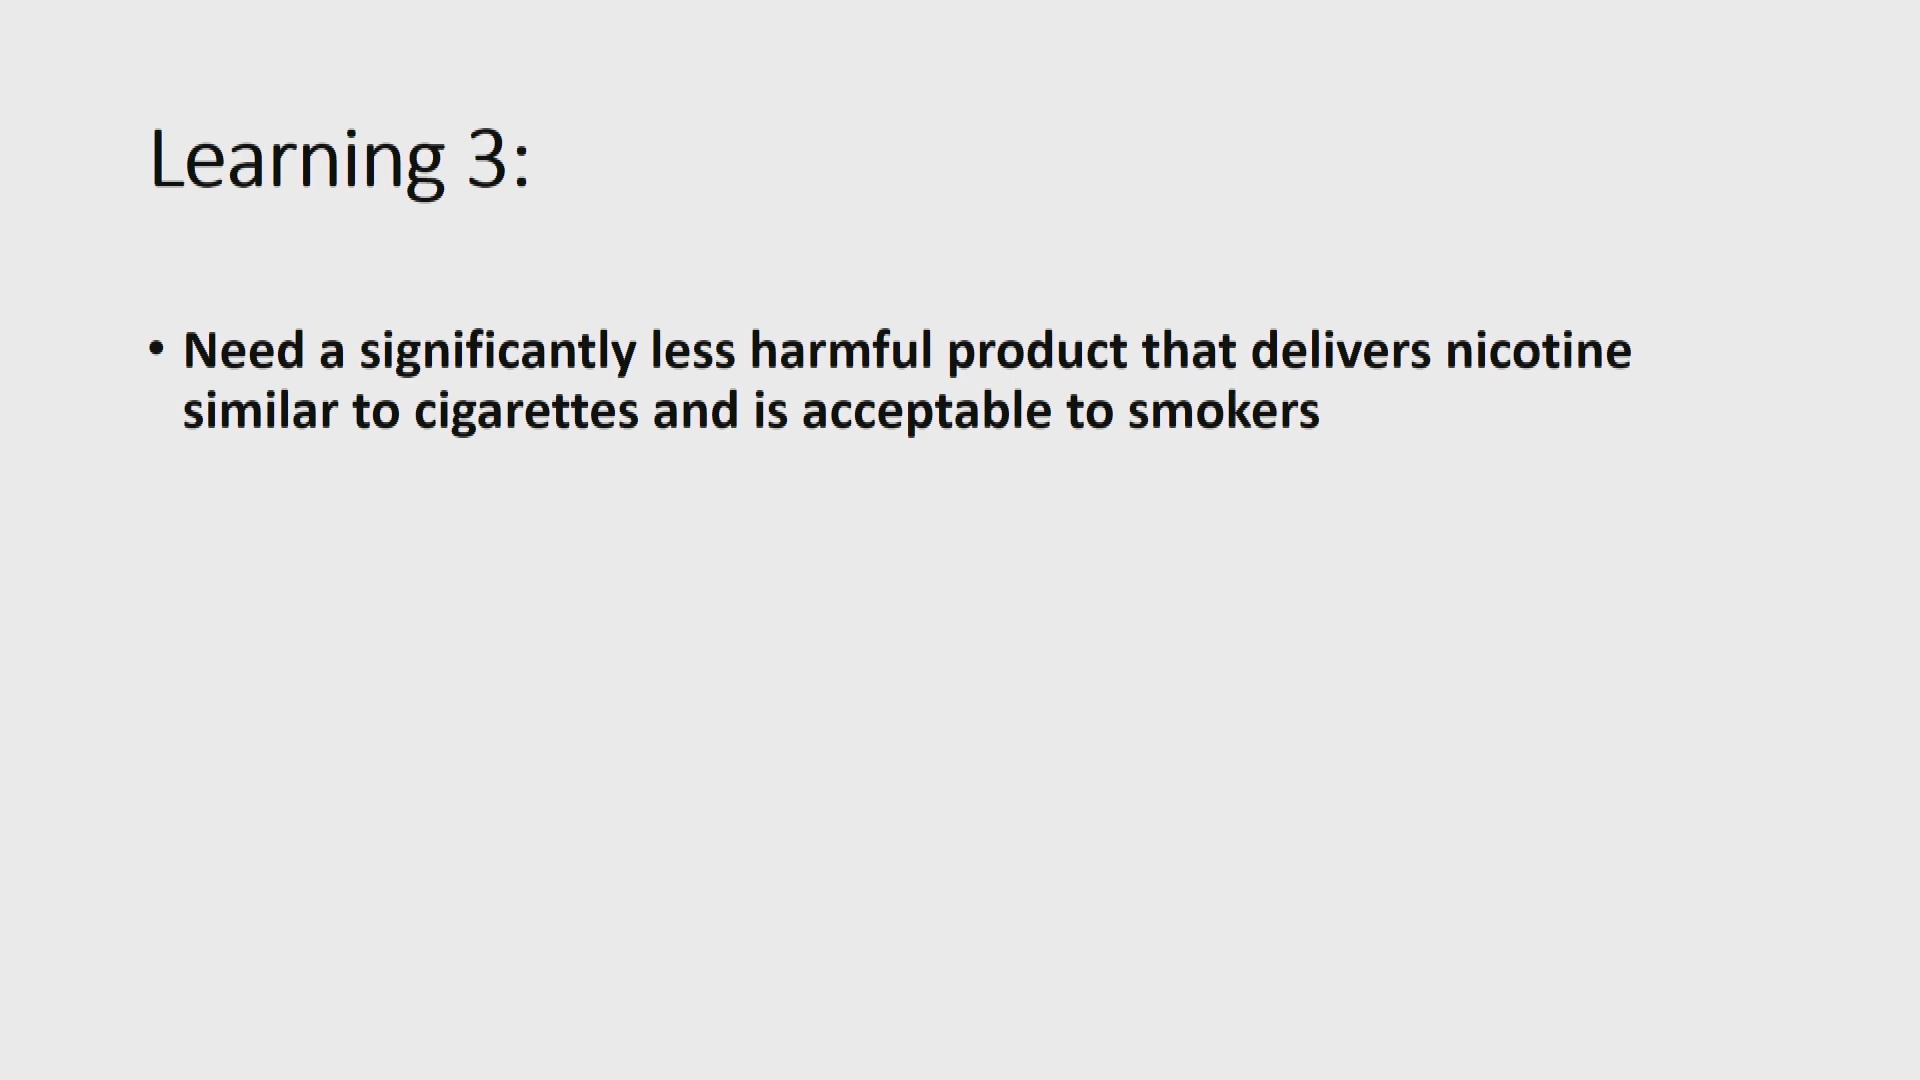 Learning 3:
• Need a significantly less harmful product that delivers nicotine
similar to cigarettes and is acceptable to smokers